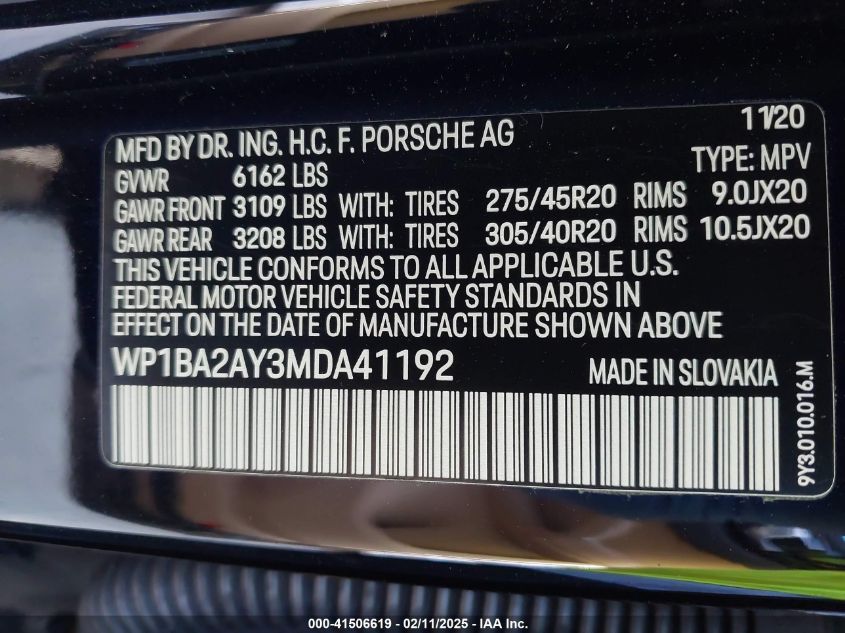 11/20
MFD BY DR. ING. H.C. F. PORSCHE AG
TYPE: MPV
GVWR 6162 LBS
GAWR FRONT 3109 LBS WITH: TIRES 275/45R20 RIMS 9.0JX20
GAWR REAR 3208 LBS WITH: TIRES 305/40R20 RIMS 10.5JX20
THIS VEHICLE CONFORMS TO ALL APPLICABLE U.S.
FEDERAL MOTOR VEHICLE SAFETY STANDARDS IN
EFFECT ON THE DATE OF MANUFACTURE SHOWN ABOVE
WP1BA2AY3MDA41192 MADE IN SLOVAKIA
9Y3.010.016.M
000-41506619 - 02/11/2025 - IAA Inc.